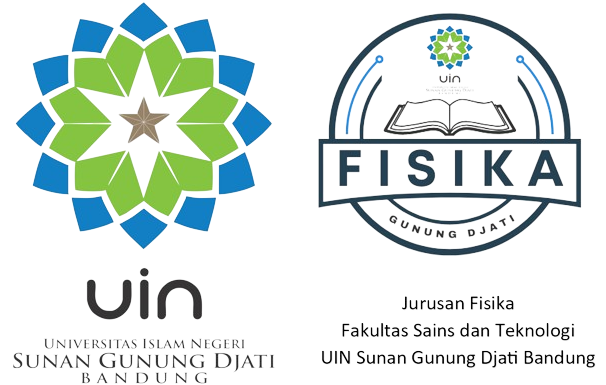 uin
UNIVERSITAS ISLAM NEGERI
SUNAN GUNUNG DJATI
BANDUNG
uin
FISIKA
GUNUNG DJATI
Jurusan Fisika
Fakultas Sains dan Teknologi
UIN Sunan Gunung Djati Bandung